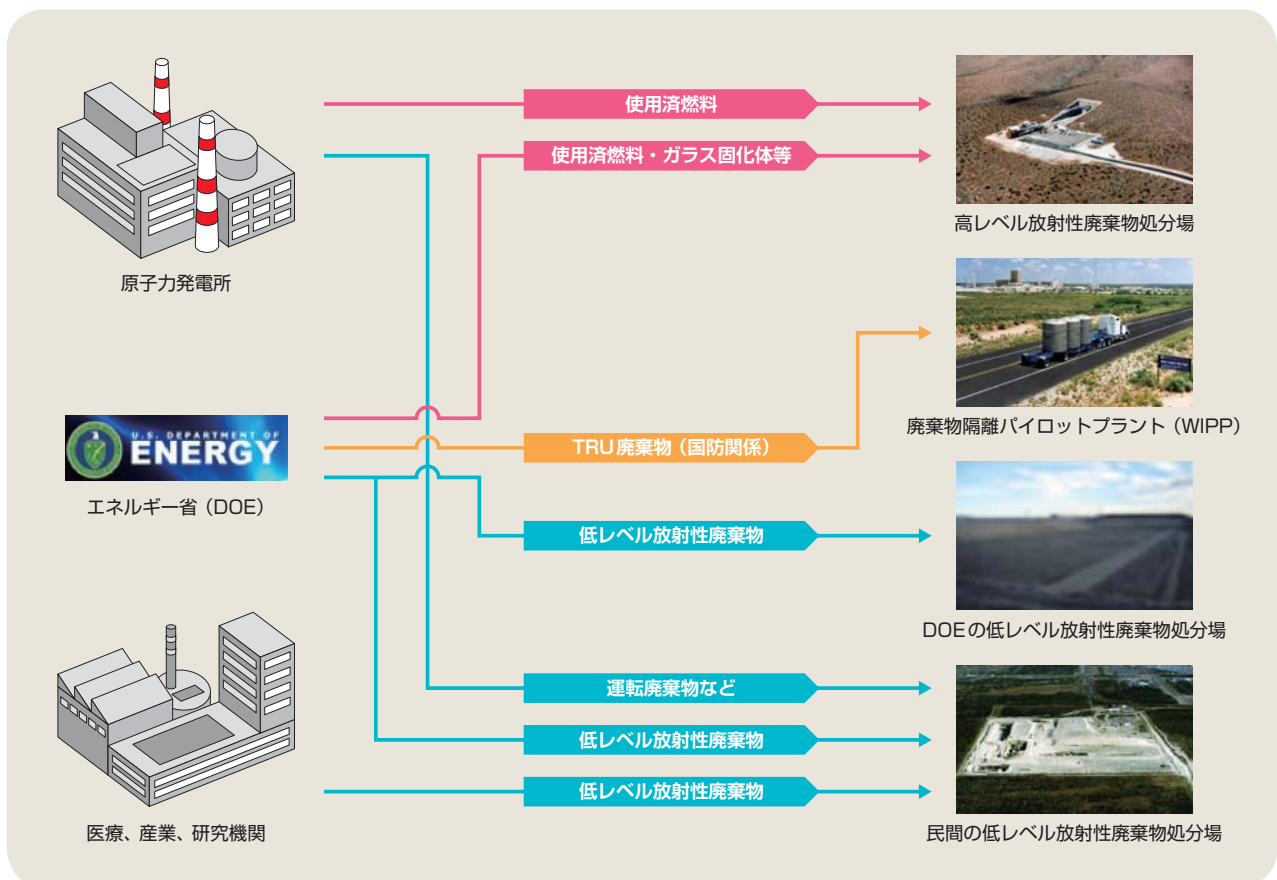 使用済燃料
使用済燃料・ガラス固化体等
高レベル放射性廃棄物処分場
原子力発電所
廃棄物隔離パイロットプラント（WIPP）
U.S. DEPARTMENT OF
ENERGY
TRU廃棄物（国防関係）
エネルギー省（DOE）
低レベル放射性廃棄物
DOEの低レベル放射性廃棄物処分場
運転廃棄物など
低レベル放射性廃棄物
低レベル放射性廃棄物
医療、産業、研究機関
民間の低レベル放射性廃棄物処分場